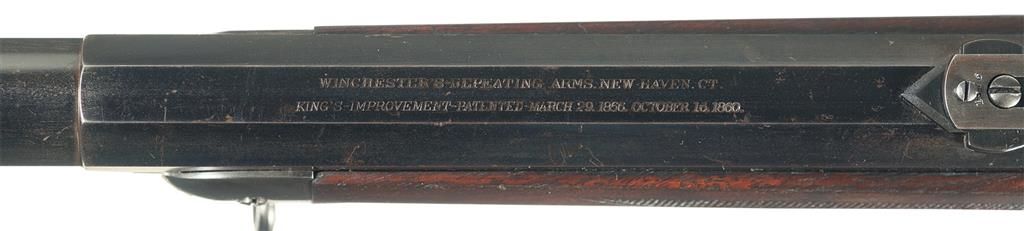 WINCHESTER'S-REPEATING ARMS. NEW-HAVEN. CT.
KING'S-IMPROVEMENT-PATENTED-MARCH 29. 1866. OCTOBER 16. 1860.